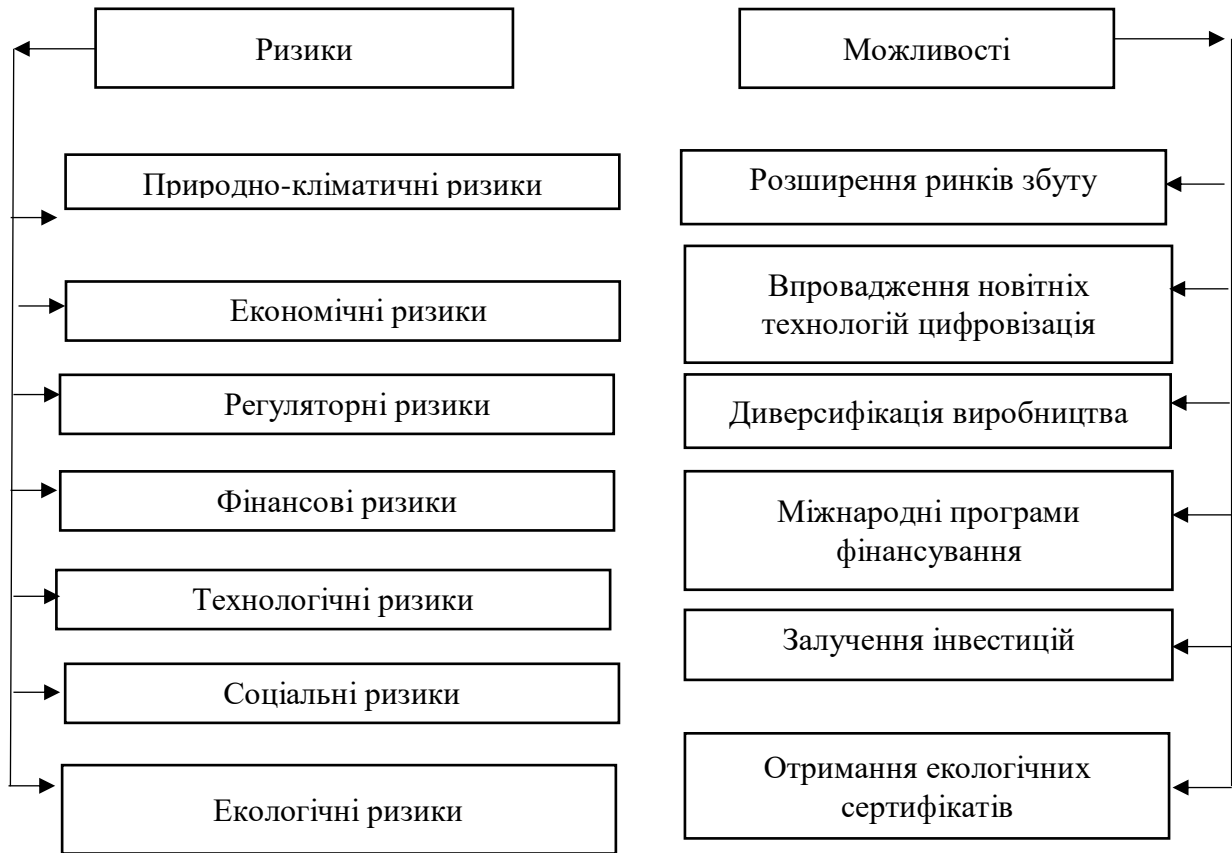 Ризики
Можливості
Природно-кліматичні ризики
Економічні ризики
Регуляторні ризики
Фінансові ризики
Технологічні ризики
Соціальні ризики
Екологічні ризики
Розширення ринків збуту
Впровадження новітніх
технологій цифровізація
Диверсифікація виробництва
Міжнародні програми
фінансування
Залучення інвестицій
Отримання екологічних
сертифікатів